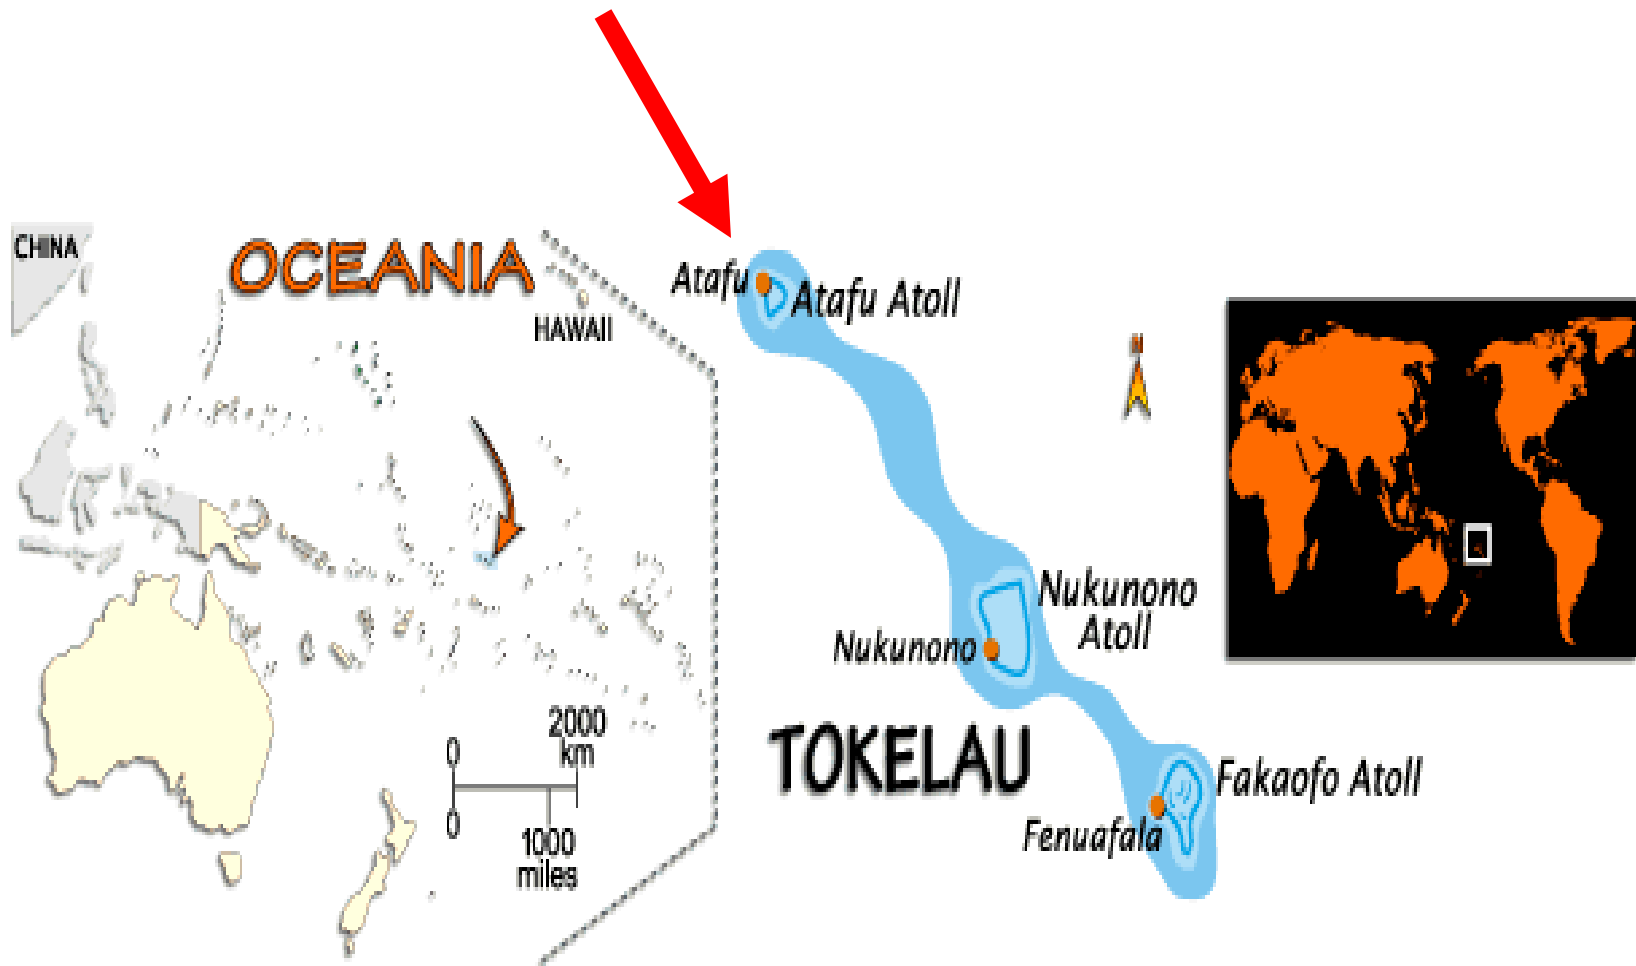 CHINA
OCEANIA
HAWAII
0
2000
km
0
1000
miles
Atafu
Atafu Atoll
N
Nukunono
Atoll
Nukunono
TOKELAU
Fakaofo Atoll
Fenuafala